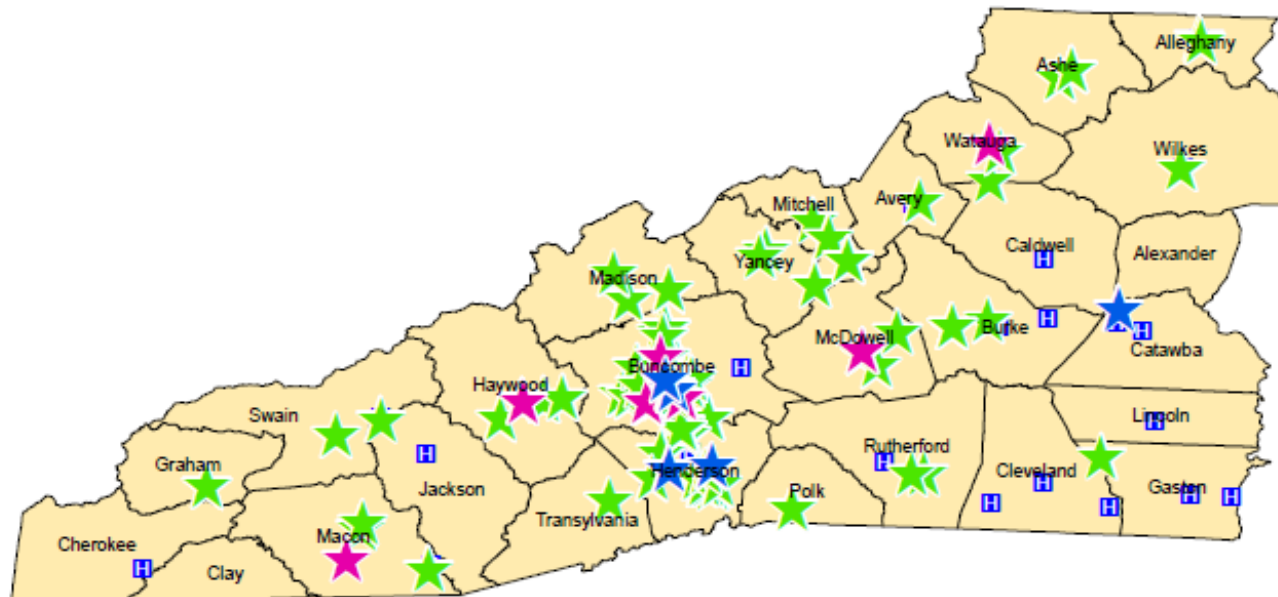 Alleghany
Ashe
Watauga
Wilkes
Mitchell
Avery
Caldwell
Alexander
Yancey
Madison
H
Burke
H
H
McDowell
Catawba
Buncombe
H
Haywood
Swain
Lincoln
H
Rutherford
H
Graham
H
Henderson
Cleveland
H
Jackson
Polk
Gaston
H
H
Transylvania
H
H
Macon
Cherokee
H
Clay